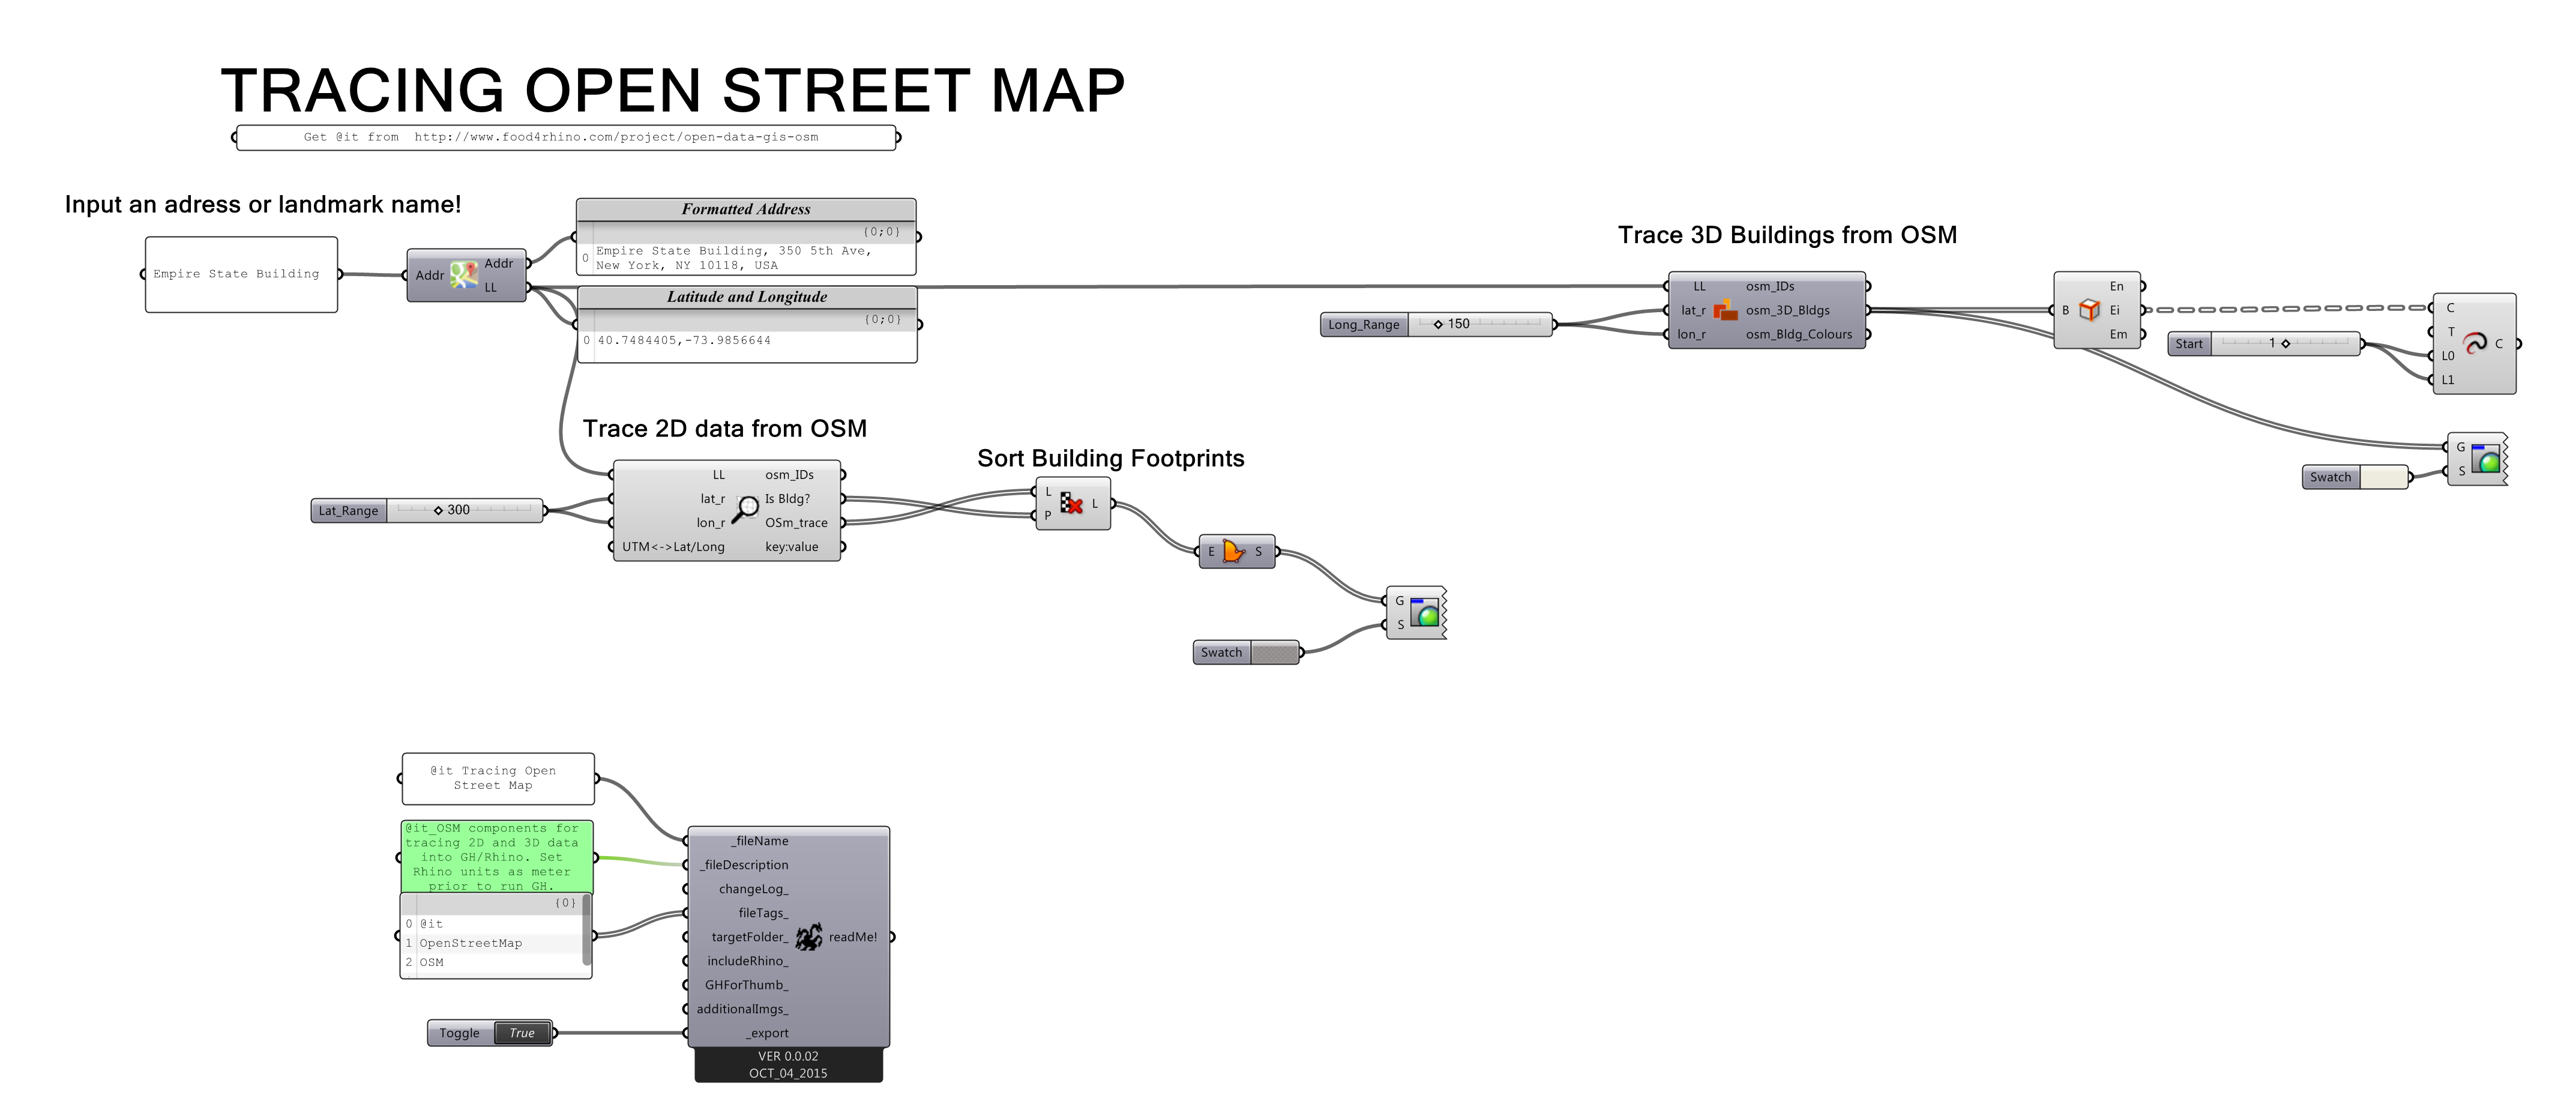 TRACING OPEN STREET MAP
Get @it from  http://www.food4rhino.com/project/open-data-gis-osm
Input an adress or landmark name!
Empire State Building
Addr
Addr
LL
Formatted Address
{0;0}
0
Empire State Building, 350 5th Ave,
New York, NY 10118, USA
Latitude and Longitude
{0;0}
0 40.7484405,-73.9856644
Trace 3D Buildings from OSM
Long_Range 150
LL osm_IDs
lat_r osm_3D_Bldgs
lon_r osm_Bldg_Colours
En
B Ei
Em
Start 1
C
T
L0 C
L1
G
S
Swatch
Trace 2D data from OSM
Lat_Range 300
LL osm_IDs
lat_r Is Bldg?
lon_r OSm_trace
UTM<->Lat/Long key:value
Sort Building Footprints
L
P
L
E S
G
S
Swatch
@it Tracing Open
Street Map
@it_OSM components for
tracing 2D and 3D data
into GH/Rhino. Set
Rhino units as meter
prior to run GH.
{0}
0 @it
1 OpenStreetMap
2 OSM
Toggle True
_fileName
_fileDescription
changeLog_
fileTags_
targetFolder_ readMe!
includeRhino_
GHForThumb_
additionalImgs_
_export
VER 0.0.02
OCT_04_2015